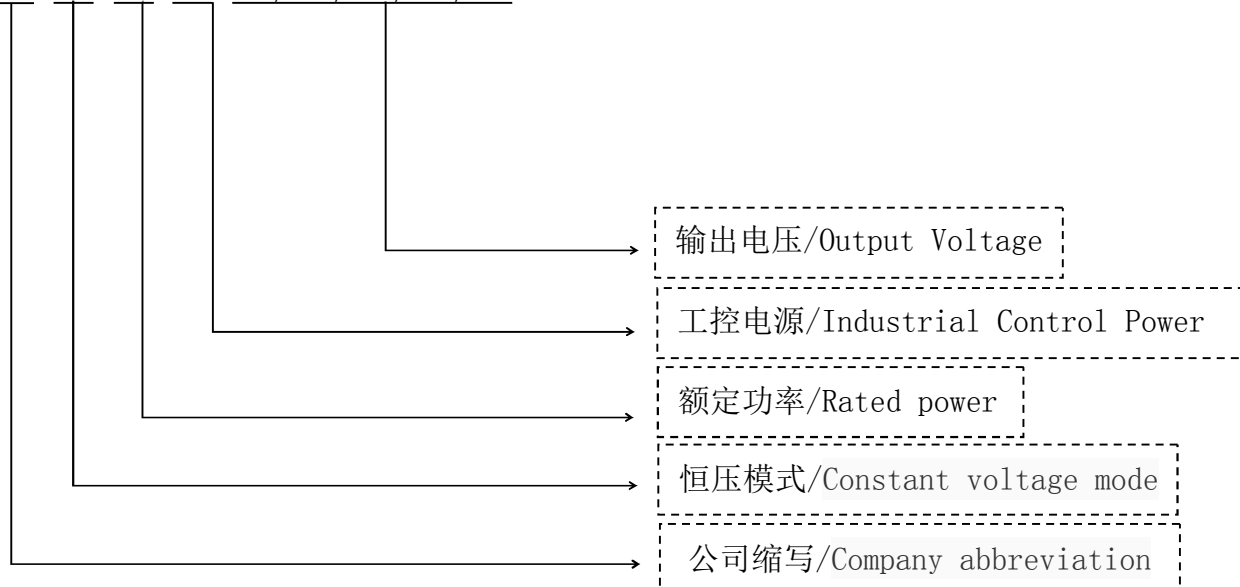 输出电压/Output Voltage
工控电源/Industrial Control Power
额定功率/Rated power
恒压模式/Constant voltage mode
公司缩写/Company abbreviation